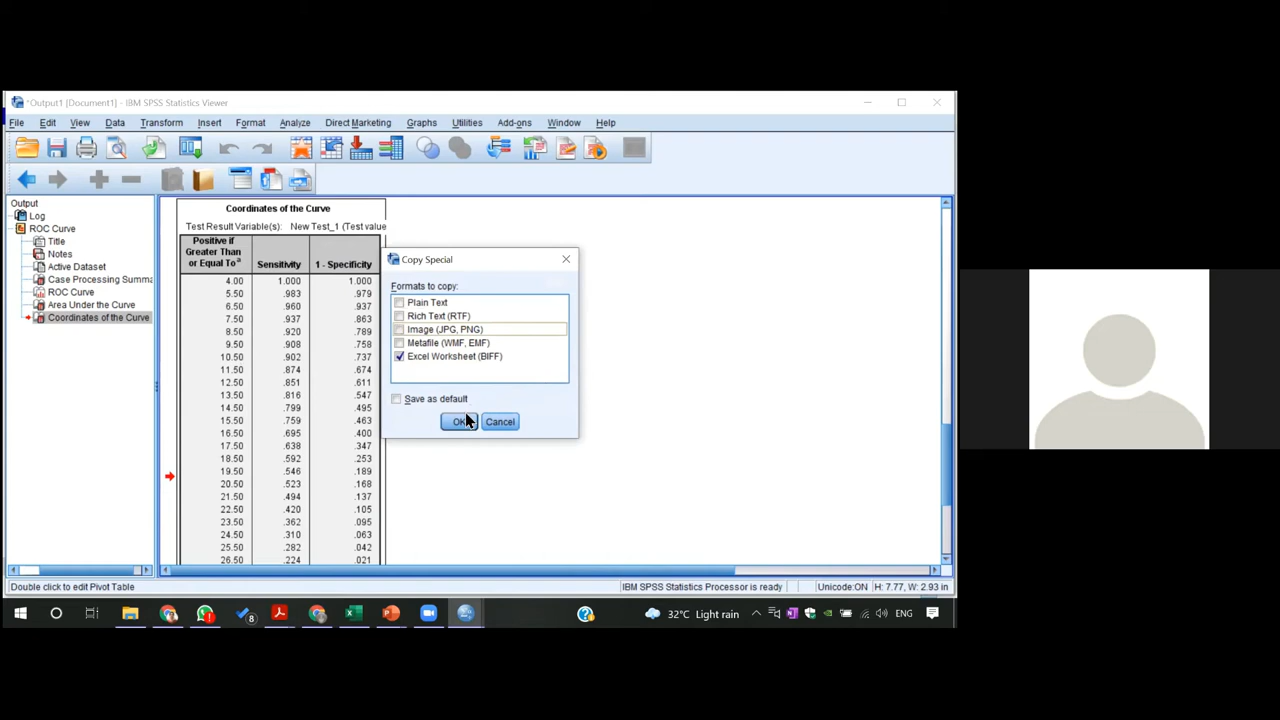 *Output1 [Document1] - IBM SPSS Statistics Viewer
File Edit View Data Transform Insert Format Analyze Direct Marketing Graphs Utilities Add-ons Window Help
Output
Log
ROC Curve
Title
Notes
Active Dataset
Case Processing Summa
ROC Curve
Area Under the Curve
Coordinates of the Curve
Coordinates of the Curve
Test Result Variable(s): New Test_1 (Test value
Positive if
Greater Than
or Equal To a Sensitivity 1 - Specificity
4.00 1.000 1.000
5.50 .983 .979
6.50 .960 .937
7.50 .937 .863
8.50 .920 .789
9.50 .908 .758
10.50 .902 .737
11.50 .874 .674
12.50 .851 .611
13.50 .816 .547
14.50 .799 .495
15.50 .759 .463
16.50 .695 .400
17.50 .638 .347
18.50 .592 .253
19.50 .546 .189
20.50 .523 .168
21.50 .494 .137
22.50 .420 .105
23.50 .362 .095
24.50 .310 .063
25.50 .282 .042
26.50 .224 .021
Copy Special
Formats to copy:
Plain Text
Rich Text (RTF)
Image (JPG, PNG)
Metafile (WMF, EMF)
Excel Worksheet (BIFF)
Save as default
OK Cancel
Double click to edit Pivot Table
IBM SPSS Statistics Processor is ready Unicode:ON H: 7.77, W: 2.93 in
8
32°C Light rain
ENG